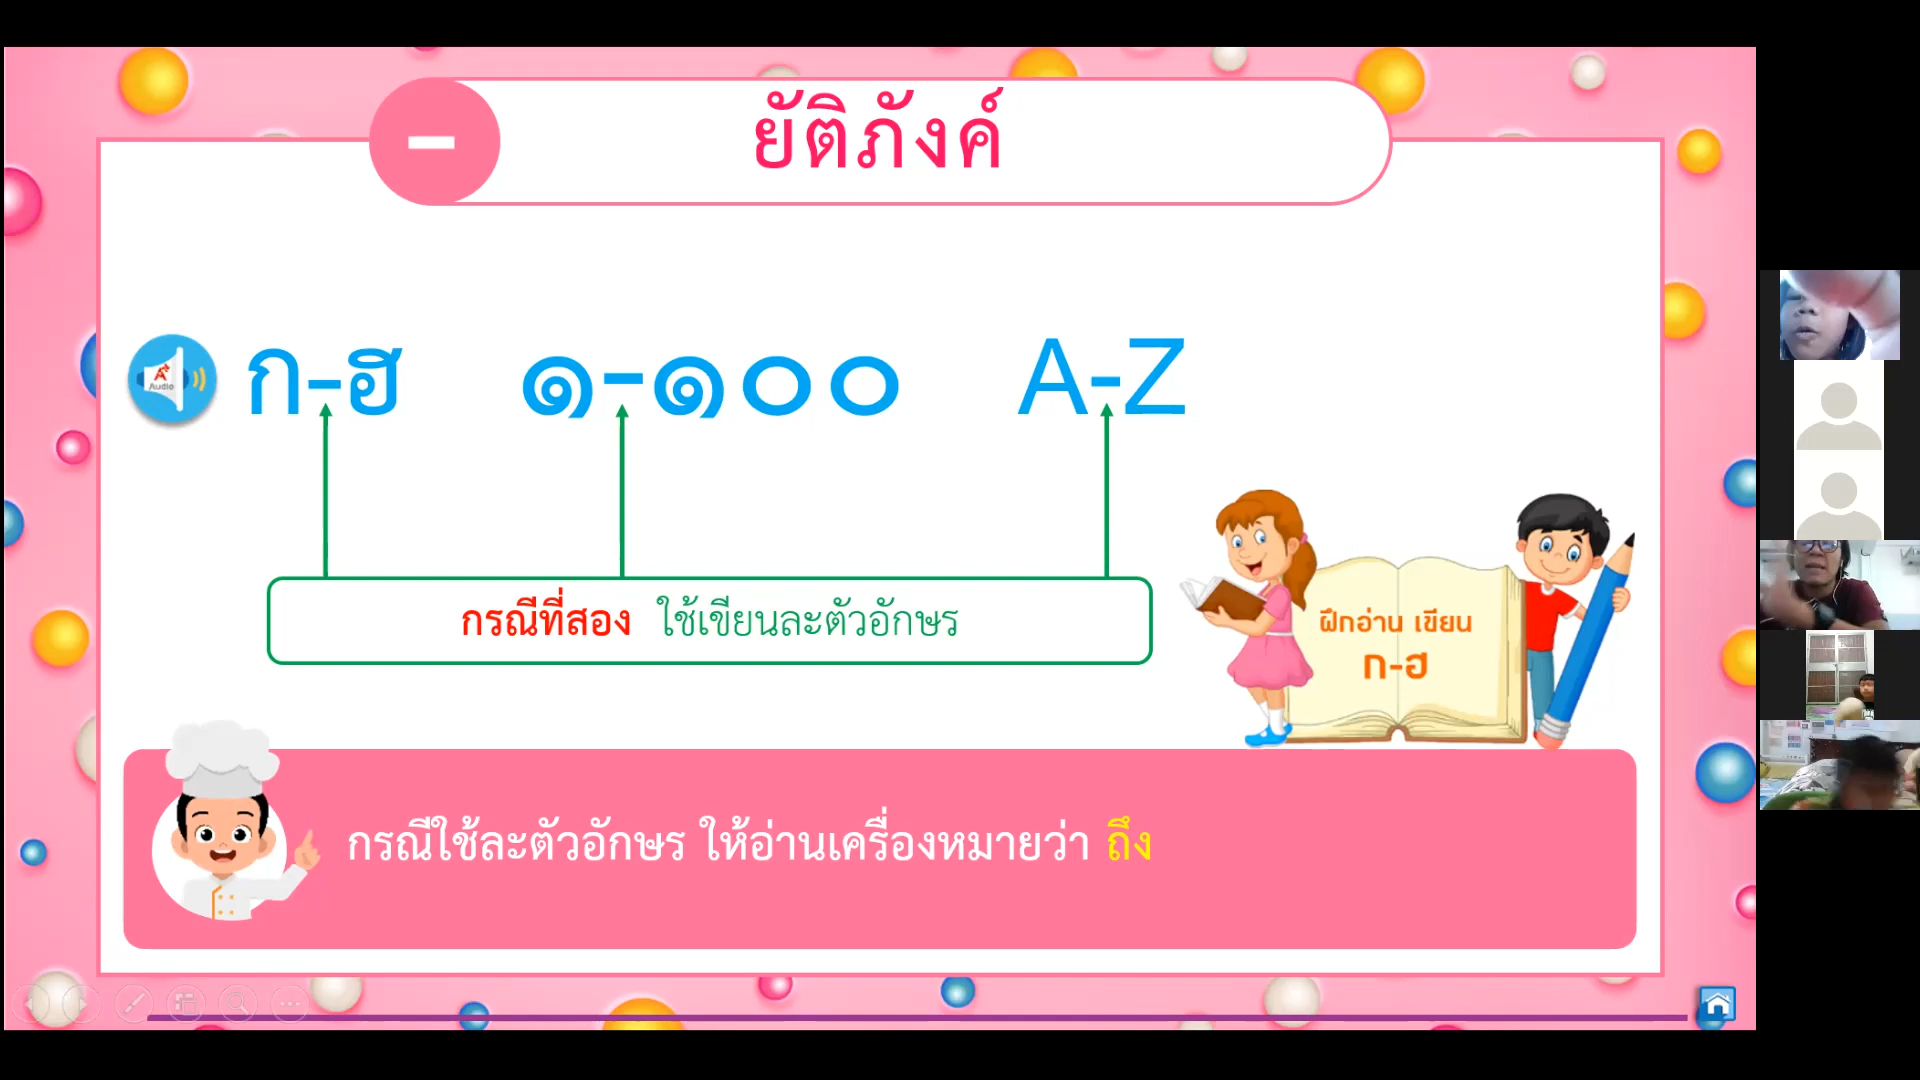 -
ยัติภังค์
A Audio
ก-ฮ ๑-๑๐๐ A-Z
กรณีที่สอง ใช้เขียนละตัวอักษร
ฝึกอ่าน เขียน
ก-ฮ
กรณีใช้ละตัวอักษร ให้อ่านเครื่องหมายว่า ถึง